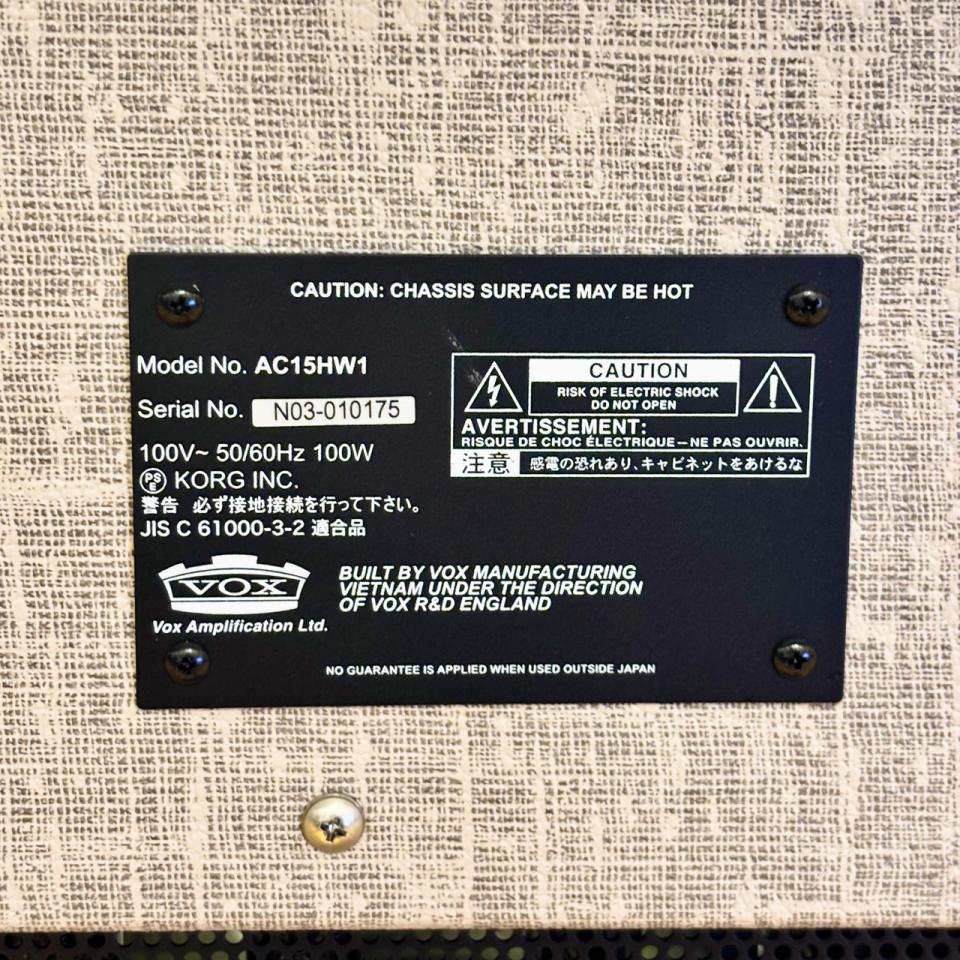 CAUTION: CHASSIS SURFACE MAY BE HOT
Model No. AC15HW1
Serial No. N03-010175
100V~ 50/60Hz 100W
PS E KORG INC.
警告 必ず接地接続を行って下さい。
JIS C 61000-3-2 適合品
CAUTION
RISK OF ELECTRIC SHOCK
DO NOT OPEN
AVERTISSEMENT:
RISQUE DE CHOC ÉLECTRIQUE–NE PAS OUVRIR.
注意 感電の恐れあり、キャビネットをあけるな
VOX
Vox Amplification Ltd.
BUILT BY VOX MANUFACTURING
VIETNAM UNDER THE DIRECTION
OF VOX R&D ENGLAND
NO GUARANTEE IS APPLIED WHEN USED OUTSIDE JAPAN